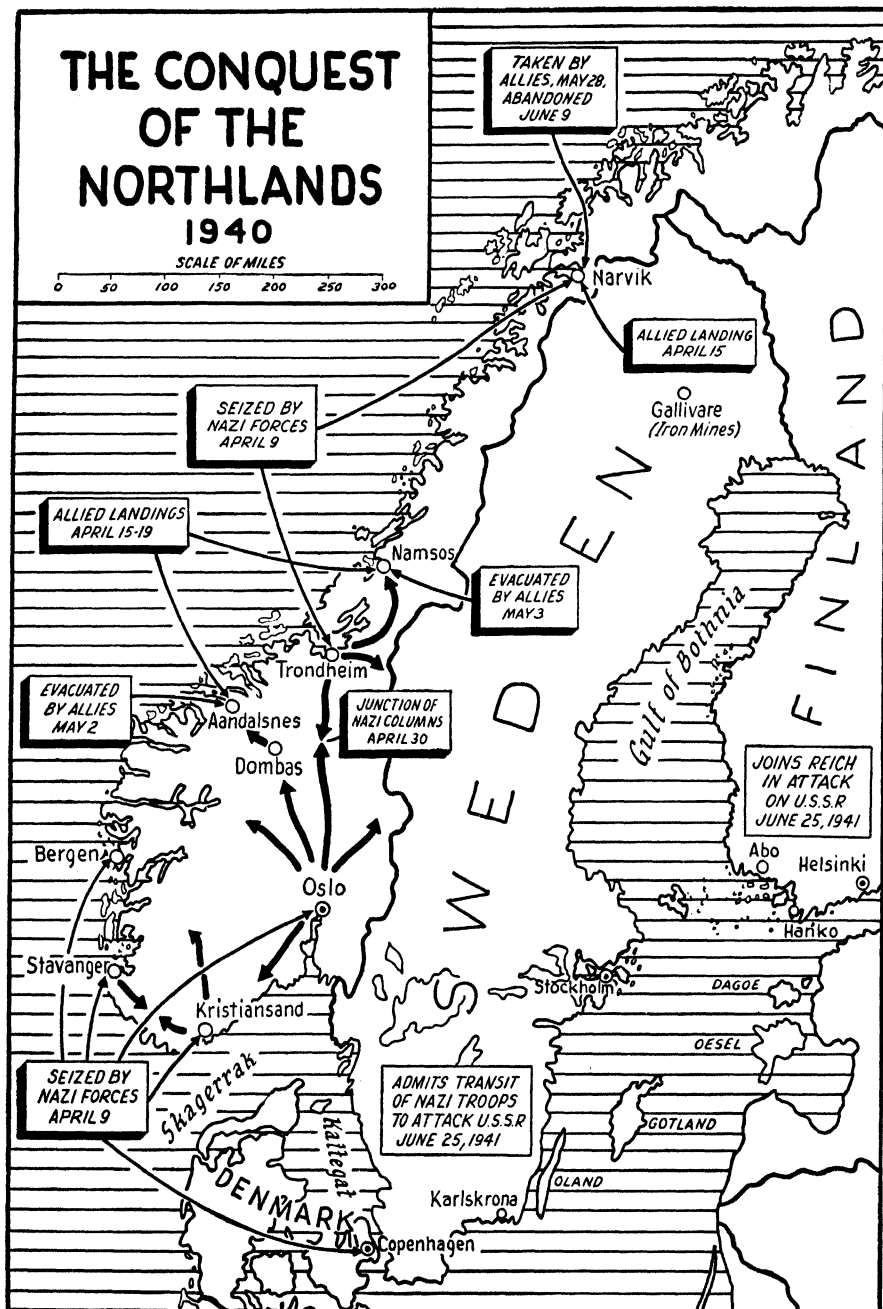 THE CONQUEST
OF THE
NORTHLANDS
1940
SCALE OF MILES
0 50 100 150 200 250 300
TAKEN BY
ALLIES, MAY 28,
ABANDONED
JUNE 9
Narvik
ALLIED LANDING
APRIL 15
Gallivare
(Iron Mines)
SEIZED BY
NAZI FORCES
APRIL 9
ALLIED LANDINGS
APRIL 15-19
Namsos
EVACUATED
BY ALLIES
MAY 3
Trondheim
EVACUATED
BY ALLIES
MAY 2
Aandalsnes
JUNCTION OF
NAZI COLUMNS
APRIL 30
Dombas
SWEDEN
FINLAND
Gulf of Bothnia
JOINS REICH
IN ATTACK
ON U.S.S.R
JUNE 25, 1941
Bergen
Abo
Helsinki
Oslo
Hanko
Stavanger
Stockholm
DAGOE
Kristiansand
OESEL
SEIZED BY
NAZI FORCES
APRIL 9
Skagerrak
ADMITS TRANSIT
OF NAZI TROOPS
TO ATTACK U.S.S.R
JUNE 25, 1941
Kattegat
GOTLAND
DENMARK
OLAND
Karlskrona
Copenhagen